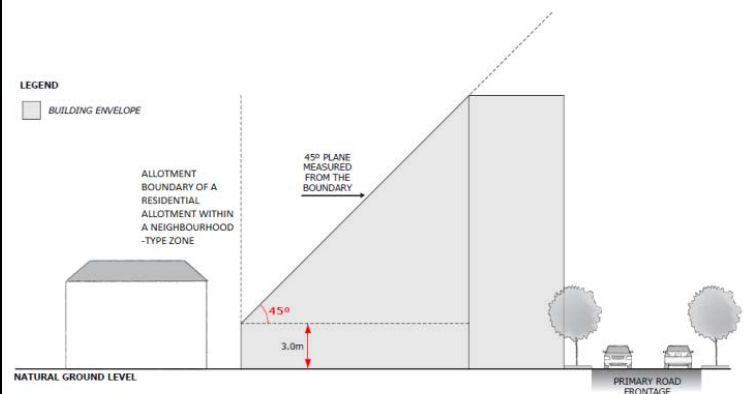 LEGEND
BUILDING ENVELOPE
45º PLANE
MEASURED
FROM THE
BOUNDARY
ALLOTMENT
BOUNDARY OF A
RESIDENTIAL
ALLOTMENT WITHIN
A NEIGHBOURHOOD
-TYPE ZONE
45º
3.0m
NATURAL GROUND LEVEL
PRIMARY ROAD
FRONTAGE